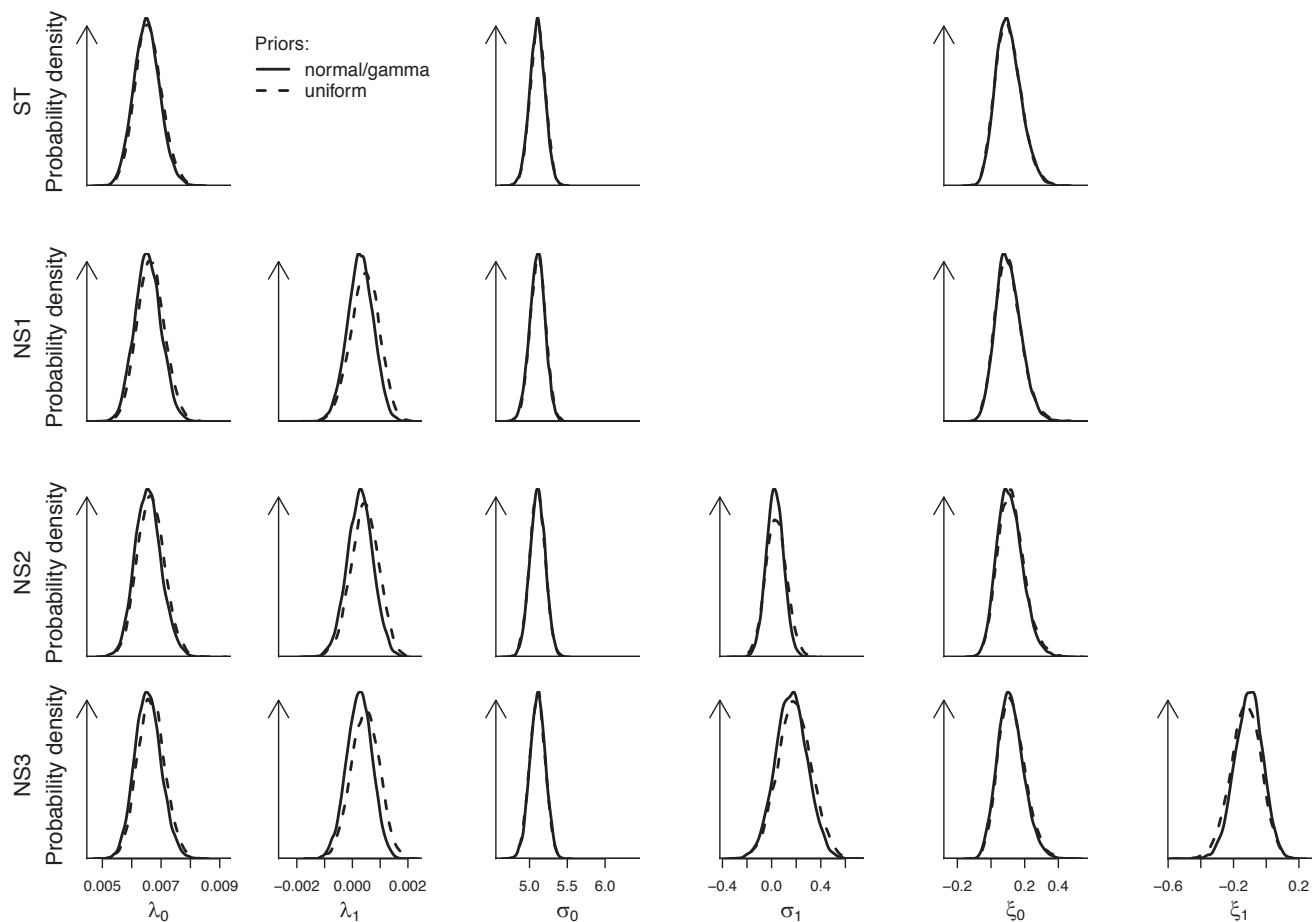 ST
Probability density
Priors:
normal/gamma
uniform
NS1
Probability density
NS2
Probability density
NS3
Probability density
0.005 0.007 0.009
−0.002 0.000 0.002
5.0 5.5 6.0
−0.4 0.0 0.4
−0.2 0.2 0.4
−0.6 −0.2 0.2
λ0
λ1
σ0
σ1
ξ0
ξ1